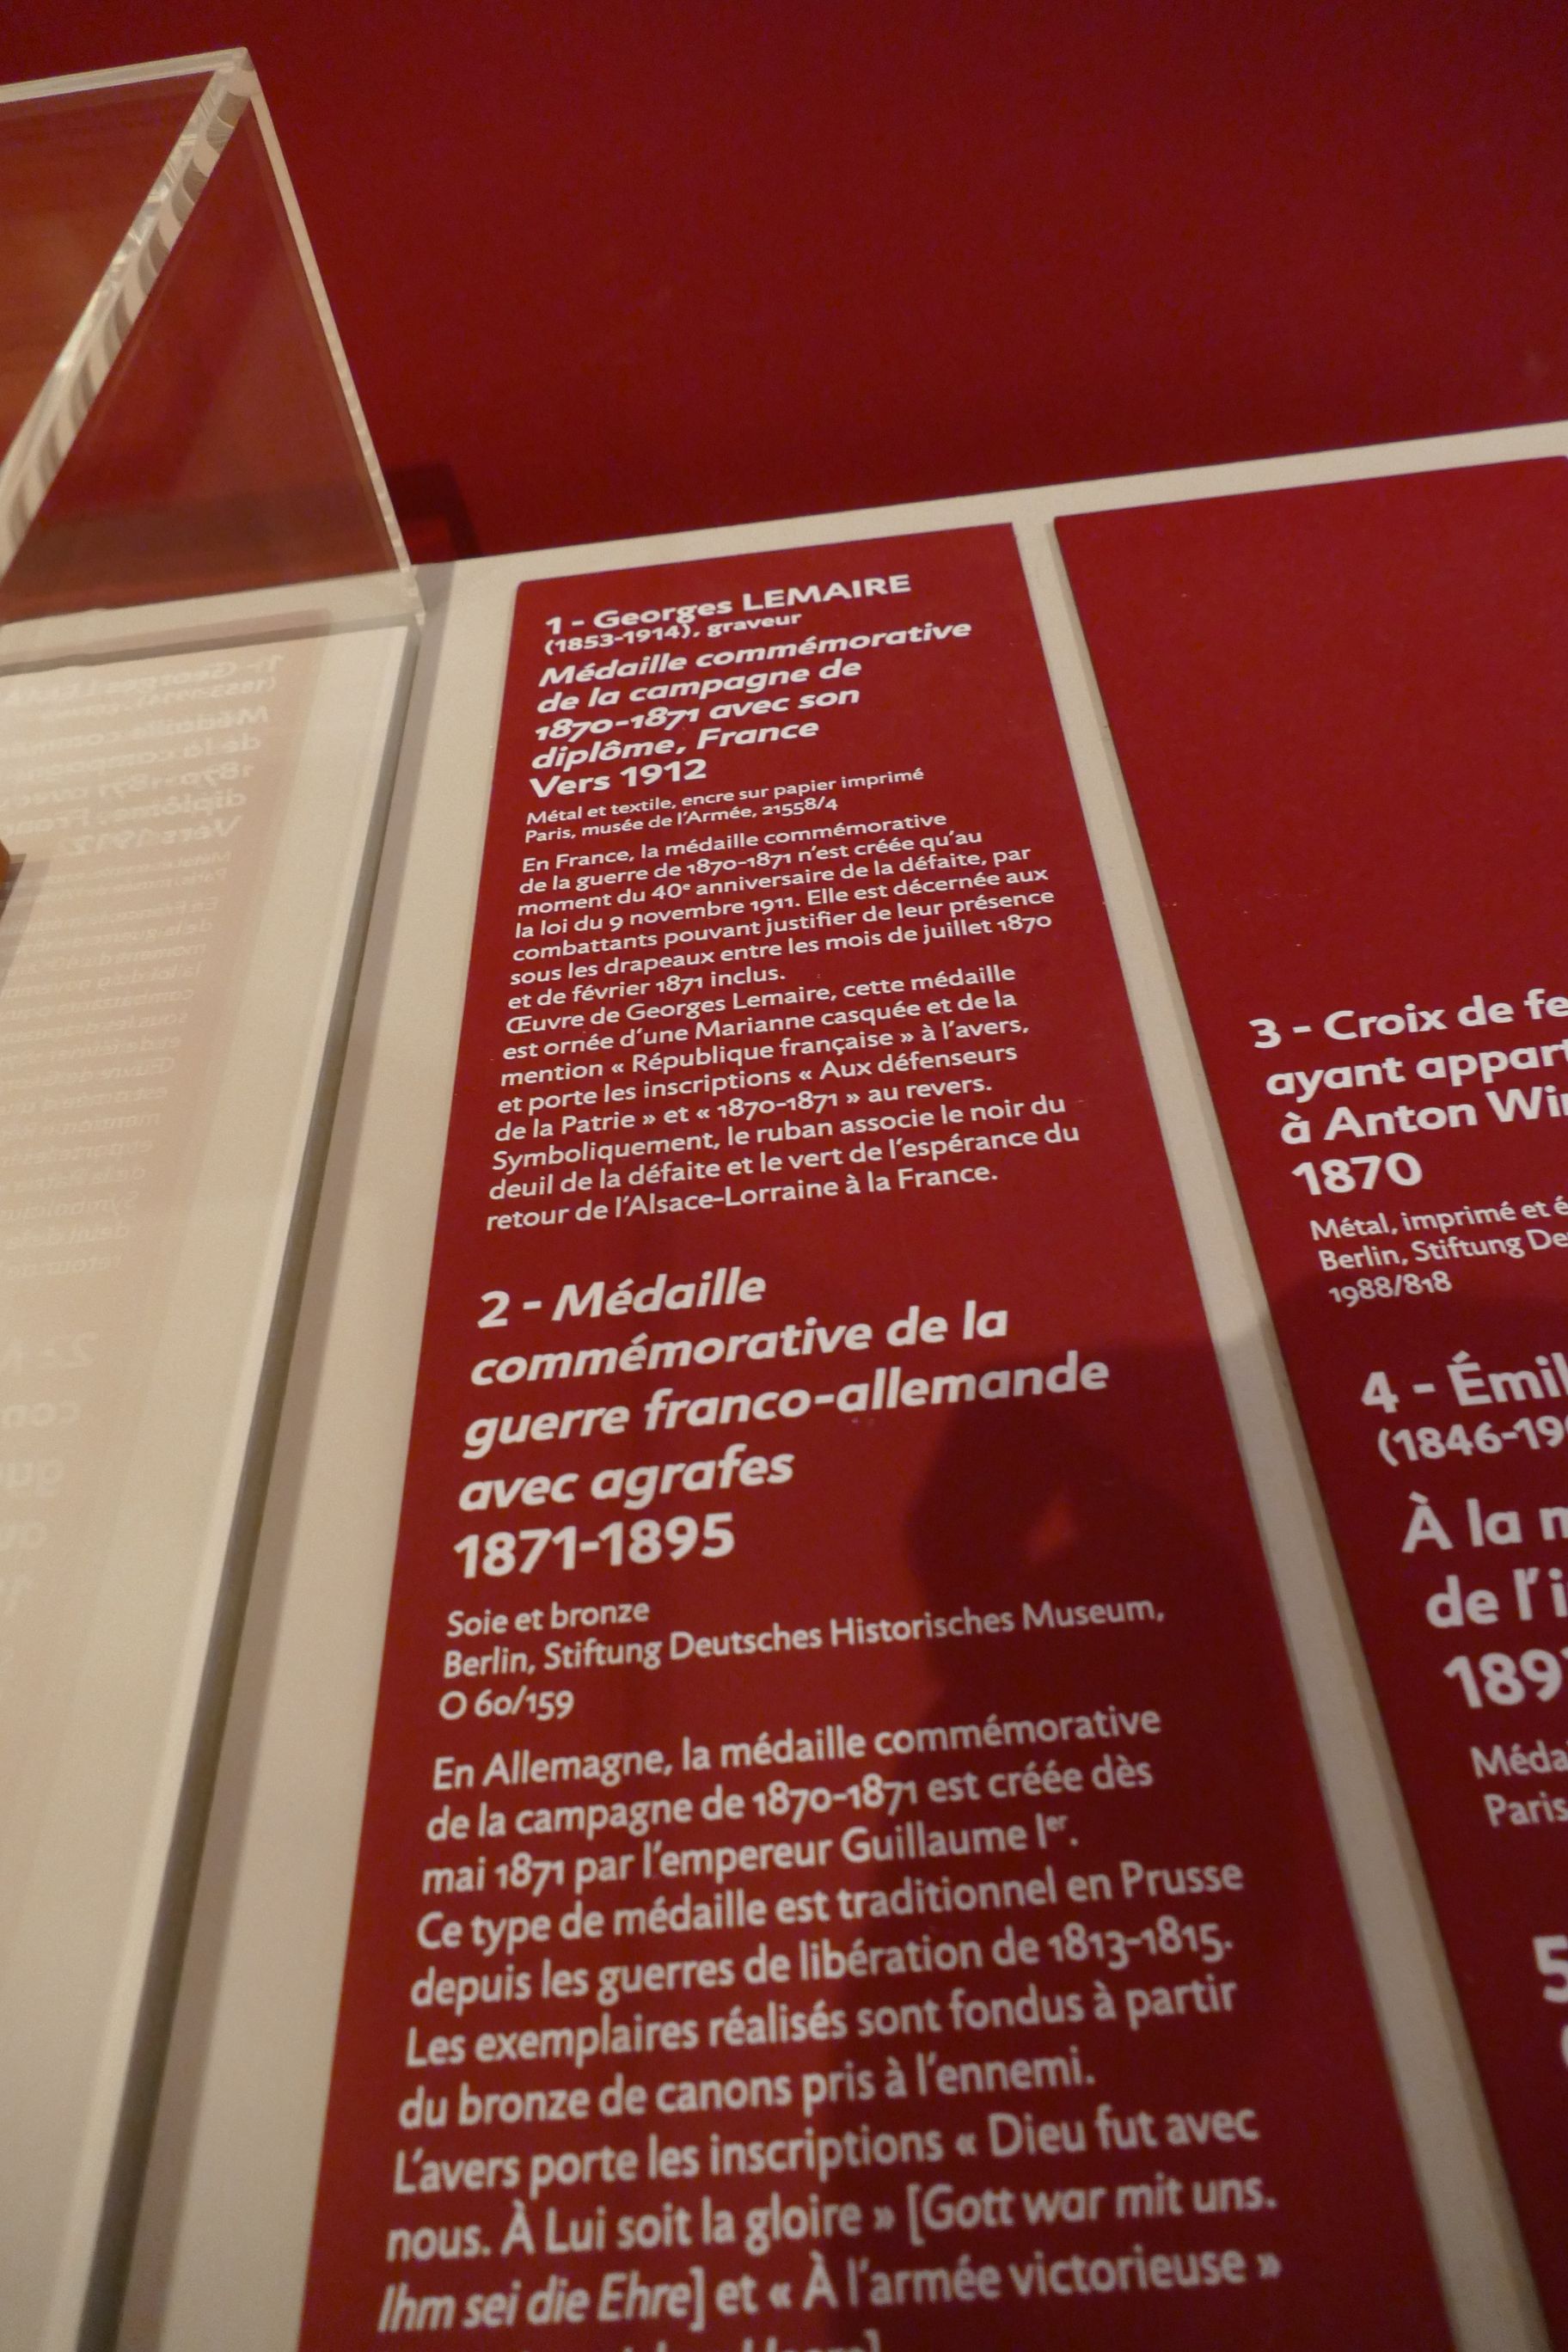 1 - Georges LEMAIRE
(1853-1914), graveur
Médaille commémorative
de la campagne de
1870-1871 avec son
diplôme, France
Vers 1912
Métal et textile, encre sur papier imprimé
Paris, musée de l'Armée, 21558/4
En France, la médaille commémorative
de la guerre de 1870-1871 n'est créée qu'au
moment du 40e anniversaire de la défaite, par
la loi du 9 novembre 1911. Elle est décernée aux
combattants pouvant justifier de leur présence
sous les drapeaux entre les mois de juillet 1870
et de février 1871 inclus.
Œuvre de Georges Lemaire, cette médaille
est ornée d'une Marianne casquée et de la
mention « République française » à l'avers,
et porte les inscriptions « Aux défenseurs
de la Patrie » et « 1870-1871 » au revers.
Symboliquement, le ruban associe le noir du
deuil de la défaite et le vert de l'espérance du
retour de l'Alsace-Lorraine à la France.
2 - Médaille
commémorative de la
guerre franco-allemande
avec agrafes
1871-1895
Soie et bronze
Berlin, Stiftung Deutsches Historisches Museum,
O 60/159
En Allemagne, la médaille commémorative
de la campagne de 1870-1871 est créée dès
mai 1871 par l'empereur Guillaume Ier.
Ce type de médaille est traditionnel en Prusse
depuis les guerres de libération de 1813-1815.
Les exemplaires réalisés sont fondus à partir
du bronze de canons pris à l'ennemi.
L'avers porte les inscriptions « Dieu fut avec
nous. À Lui soit la gloire » [Gott war mit uns.
Ihm sei die Ehre] et « À l'armée victorieuse »
3 - Croix de fe
ayant appart
à Anton Wi
1870
Métal, imprimé et é
Berlin, Stiftung De
1988/818
4 - Émil
(1846-19
À la
de l'i
189
Méda
Paris
5